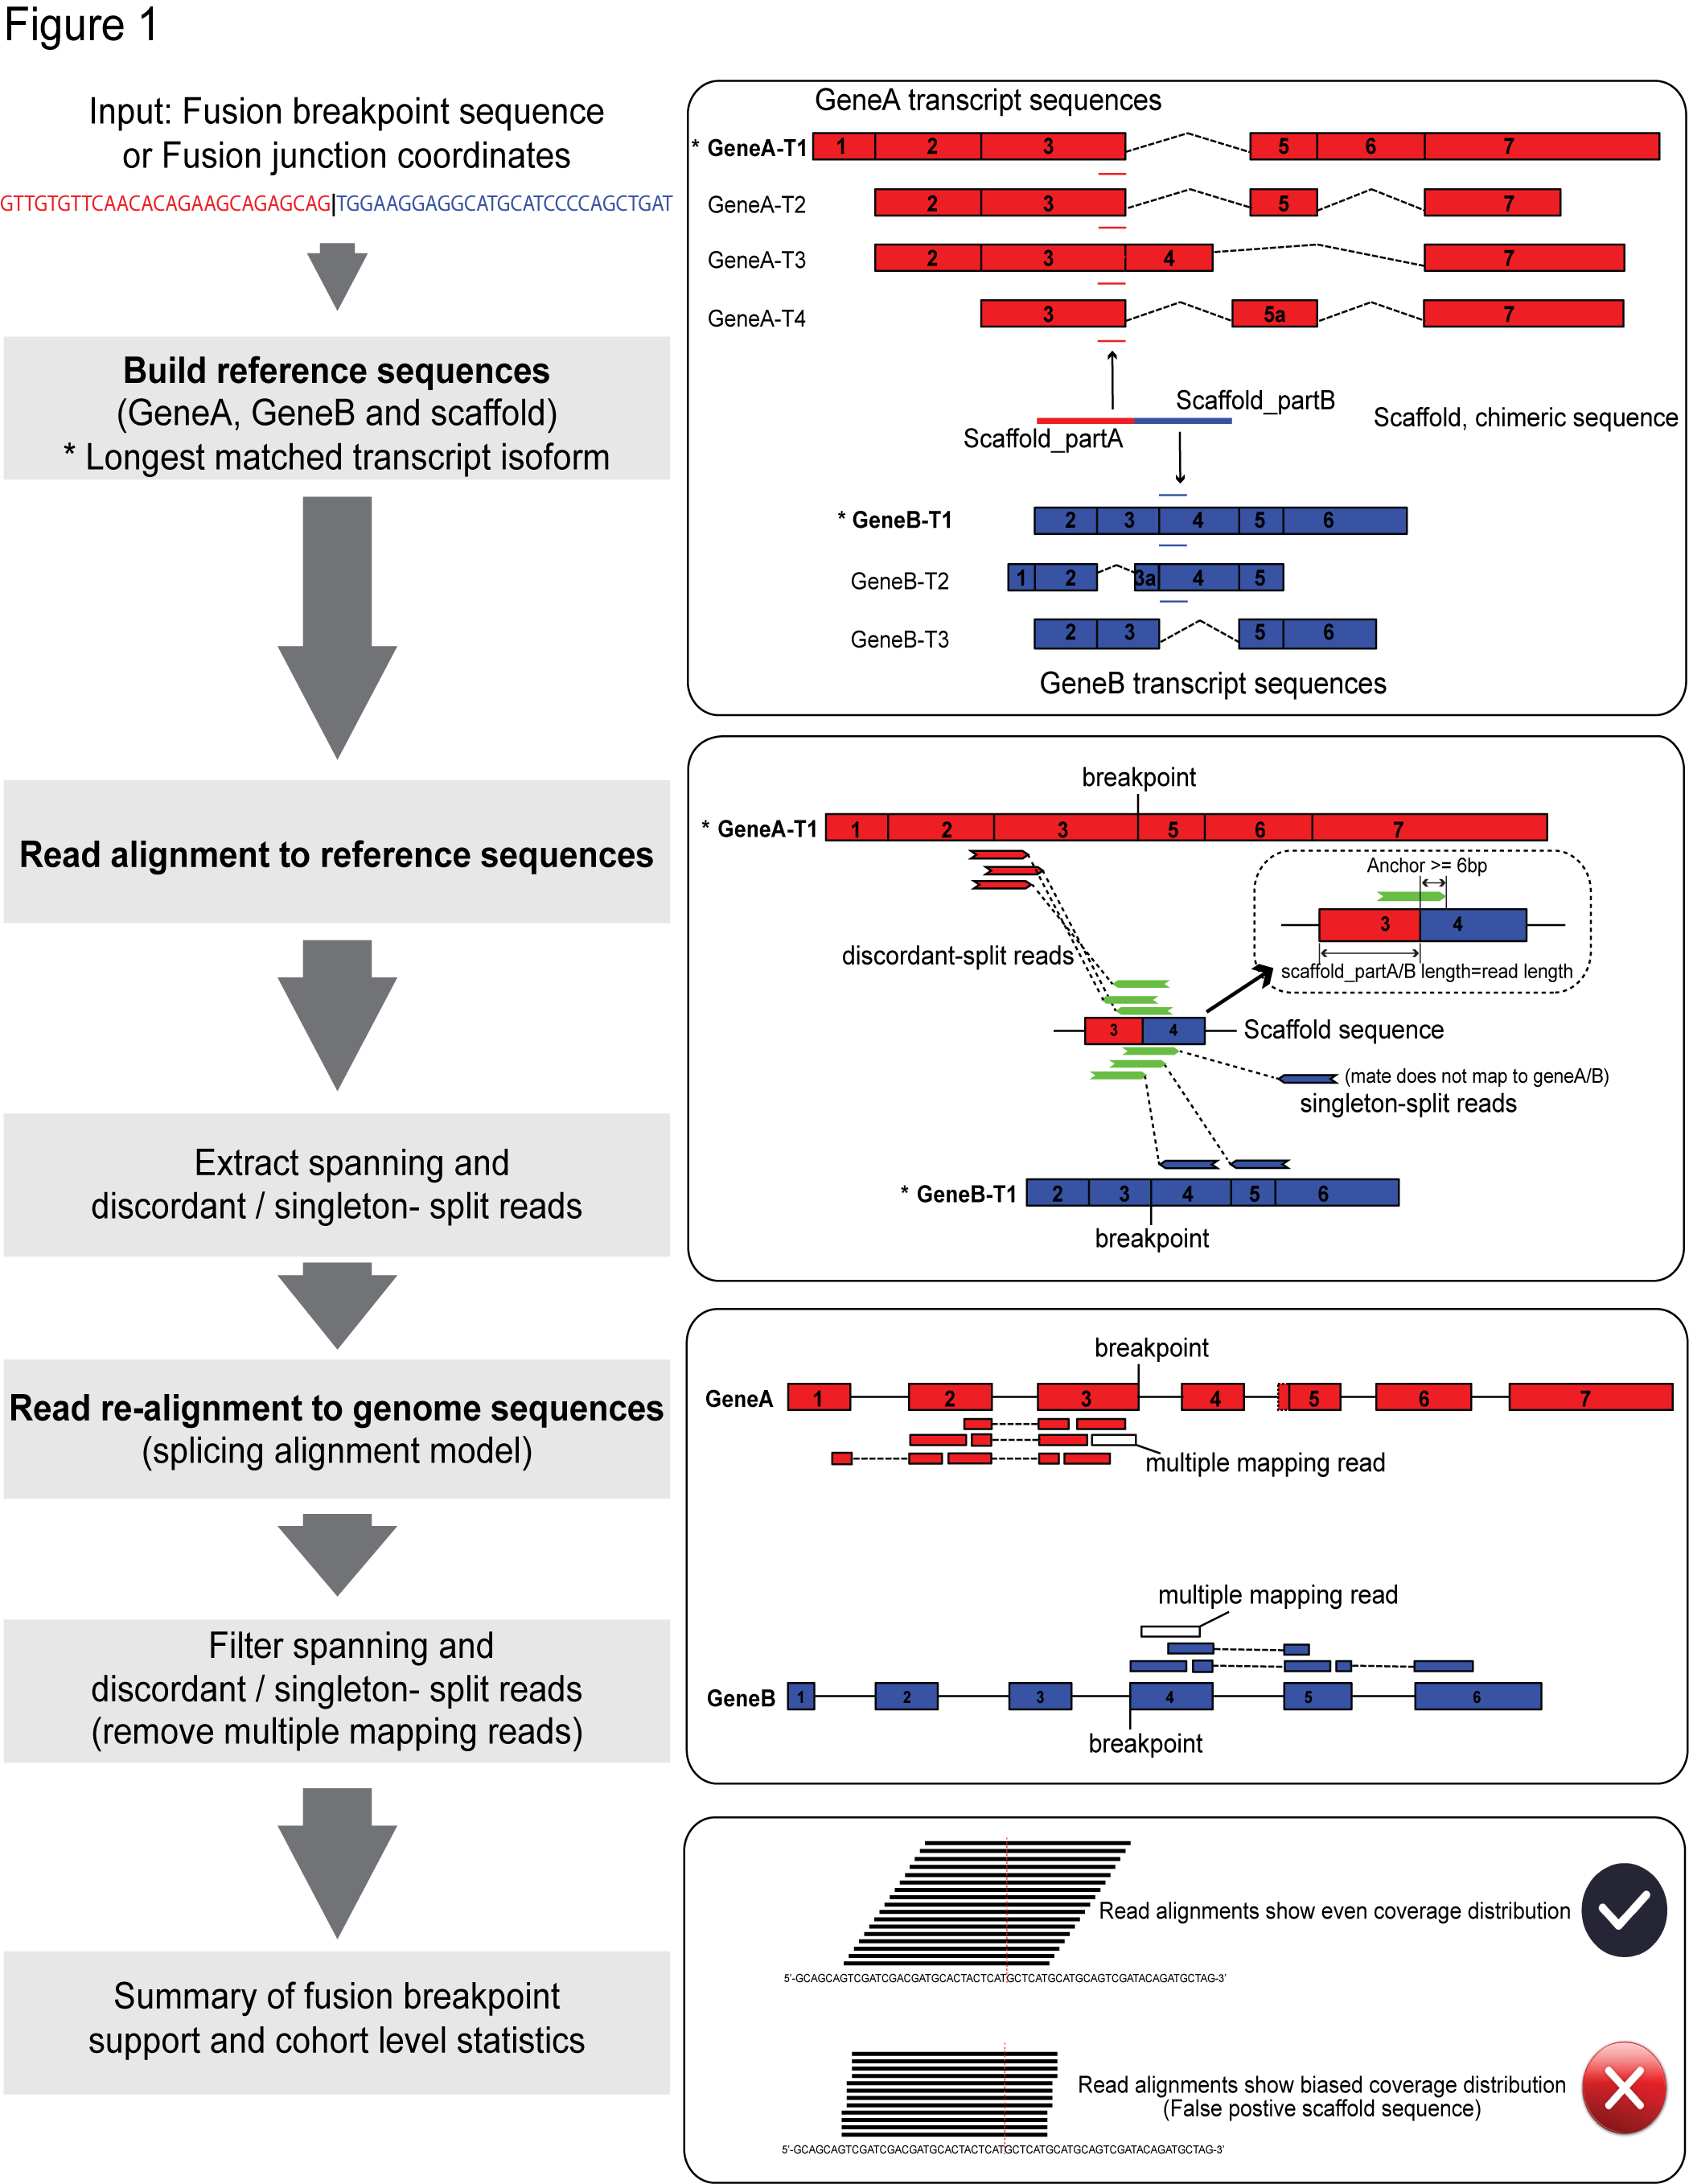 Figure 1
Input: Fusion breakpoint sequence
or Fusion junction coordinates
GTTGTGTTCAACACAGAAGCAGAGCAG|TGGAAGGAGGCATGCATCCCCAGCTGAT
Build reference sequences
(GeneA, GeneB and scaffold)
* Longest matched transcript isoform
Read alignment to reference sequences
Extract spanning and
discordant / singleton- split reads
Read re-alignment to genome sequences
(splicing alignment model)
Filter spanning and
discordant / singleton- split reads
(remove multiple mapping reads)
Summary of fusion breakpoint
support and cohort level statistics
GeneA transcript sequences
* GeneA-T1 1 2 3 5 6 7
GeneA-T2 2 3 5 7
GeneA-T3 2 3 4 7
GeneA-T4 3 5a 7
Scaffold_partB
Scaffold, chimeric sequence
Scaffold_partA
* GeneB-T1 2 3 4 5 6
GeneB-T2 1 2 3a 4 5
GeneB-T3 2 3 5 6
GeneB transcript sequences
breakpoint
* GeneA-T1 1 2 3 5 6 7
Anchor >= 6bp
3 4
scaffold_partA/B length=read length
discordant-split reads
3 4 Scaffold sequence
(mate does not map to geneA/B)
singleton-split reads
* GeneB-T1 2 3 4 5 6
breakpoint
breakpoint
GeneA 1 2 3 4 5 6 7
multiple mapping read
multiple mapping read
GeneB 1 2 3 4 5 6
breakpoint
Read alignments show even coverage distribution
5'-GCAGCAGTCGATCGACGATGCACTACTCATGCTCATGCATGCAGTCGATACAGATGCTAG-3'
Read alignments show biased coverage distribution
(False postive scaffold sequence)
5'-GCAGCAGTCGATCGACGATGCACTACTCATGCTCATGCATGCAGTCGATACAGATGCTAG-3'